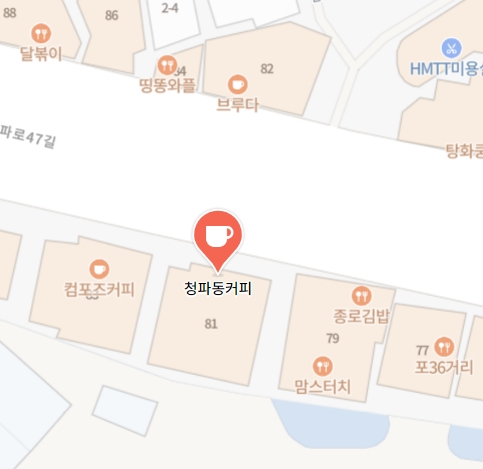 88
86
2-4
달볶이
띵똥와플
84
82
브루타
HMTT미용실
파로47길
탕화쿵
컴포즈커피
83
청파동커피
81
종로김밥
79
맘스터치
77
포36거리